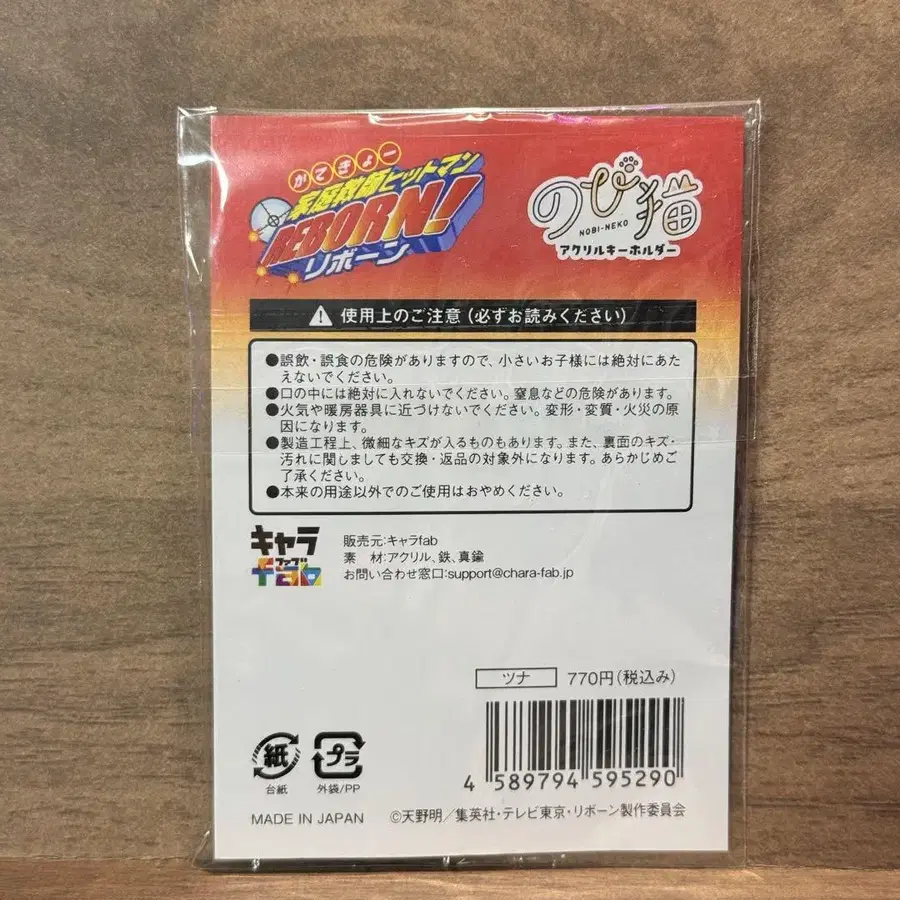 かてきょー
家庭教師ヒットマン
REBORN!
リボーン
のび猫
NOBI-NEKO
アクリルキーホルダー
使用上のご注意（必ずお読みください）
●誤飲・誤食の危険がありますので、小さいお子様には絶対にあた
えないでください。
●口の中には絶対に入れないでください。窒息などの危険があります。
●火気や暖房器具に近づけないでください。変形・変質・火災の原
因になります。
●製造工程上、微細なキズが入るものもあります。また、裏面のキズ・
汚れに関しましても交換・返品の対象外になります。あらかじめご
了承ください。
●本来の用途以外でのご使用はおやめください。
キャラ
ファブ
fab
販売元:キャラfab
素 材:アクリル、鉄、真鍮
お問い合わせ窓口:support@chara-fab.jp
ツナ 770円(税込み)
4 589794 595290
紙
台紙
プラ
外袋/PP
MADE IN JAPAN
©天野明／集英社・テレビ東京・リボーン製作委員会